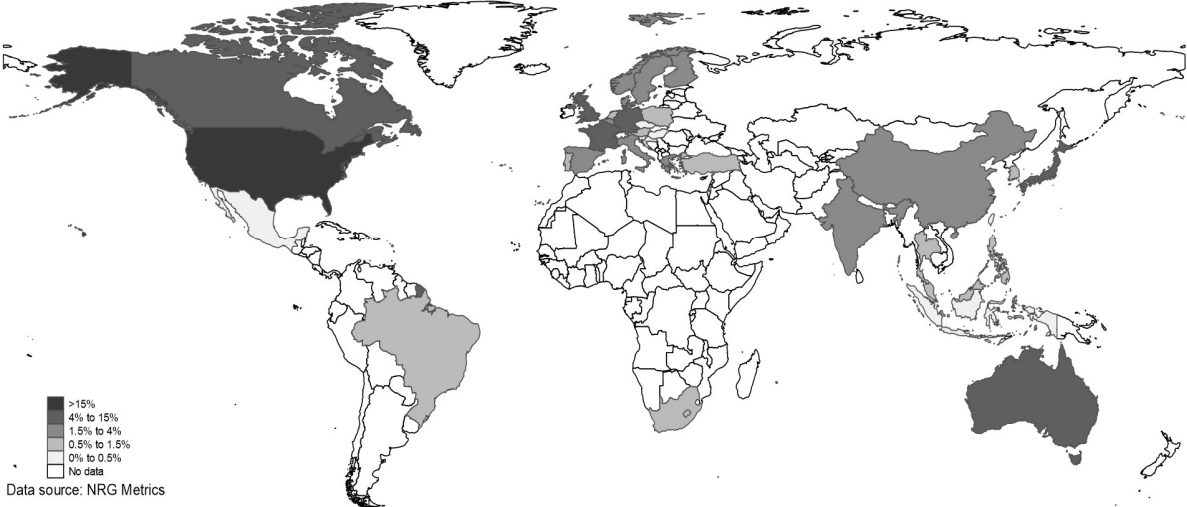 >15%
4% to 15%
1.5% to 4%
0.5% to 1.5%
0% to 0.5%
No data
Data source: NRG Metrics